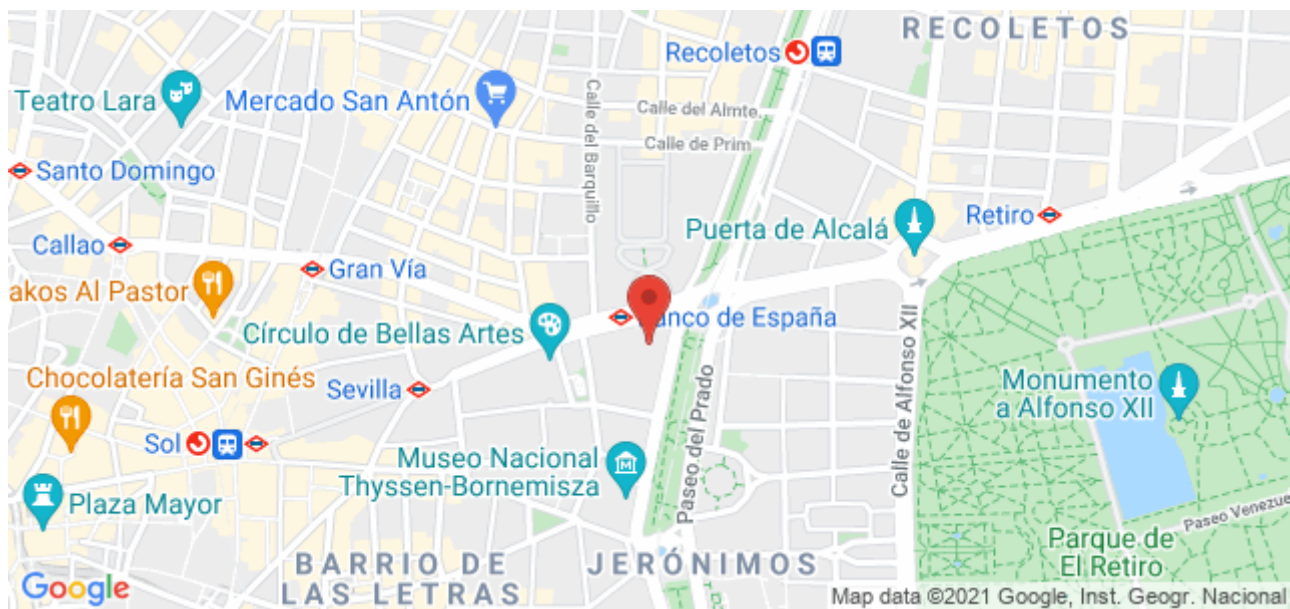 RECOLETOS
Recoletos
Teatro Lara
Mercado San Antón
Calle del Barquillo
Calle del Almte.
Calle de Prim
Santo Domingo
Retiro
Puerta de Alcalá
Callao
Gran Vía
akos Al Pastor
anco de España
Círculo de Bellas Artes
Chocolatería San Ginés
Sevilla
Calle de Alfonso XII
Monumento
a Alfonso XII
Paseo del Prado
Sol
Museo Nacional
Thyssen-Bornemisza
Plaza Mayor
Paseo Venezue
Parque de
El Retiro
BARRIO DE
LAS LETRAS
JERÓNIMOS
Google
Map data ©2021 Google, Inst. Geogr. Nacional